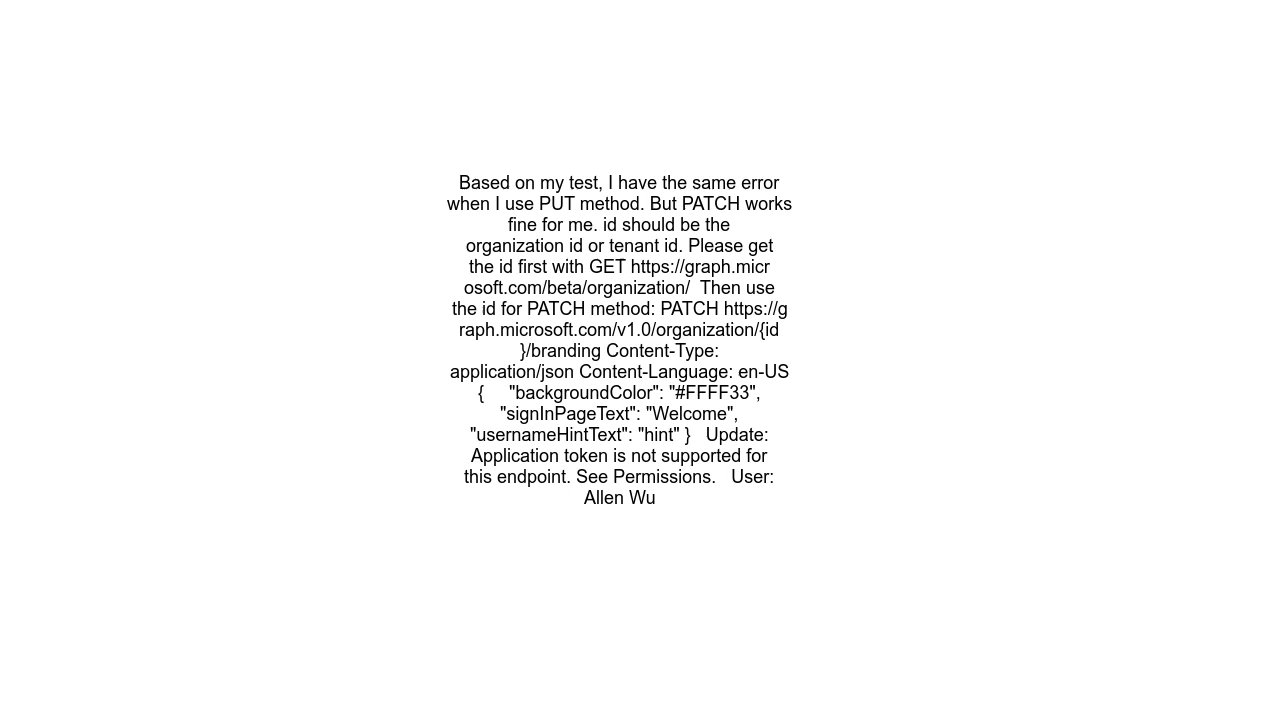 Based on my test, I have the same error
when I use PUT method. But PATCH works
fine for me. id should be the
organization id or tenant id. Please get
the id first with GET https://graph.micr
osoft.com/beta/organization/  Then use
the id for PATCH method: PATCH https://g
raph.microsoft.com/v1.0/organization/{id
}/branding Content-Type:
application/json Content-Language: en-US
{     "backgroundColor": "#FFFF33",
"signInPageText": "Welcome",
"usernameHintText": "hint" }   Update:
Application token is not supported for
this endpoint. See Permissions.   User:
Allen Wu